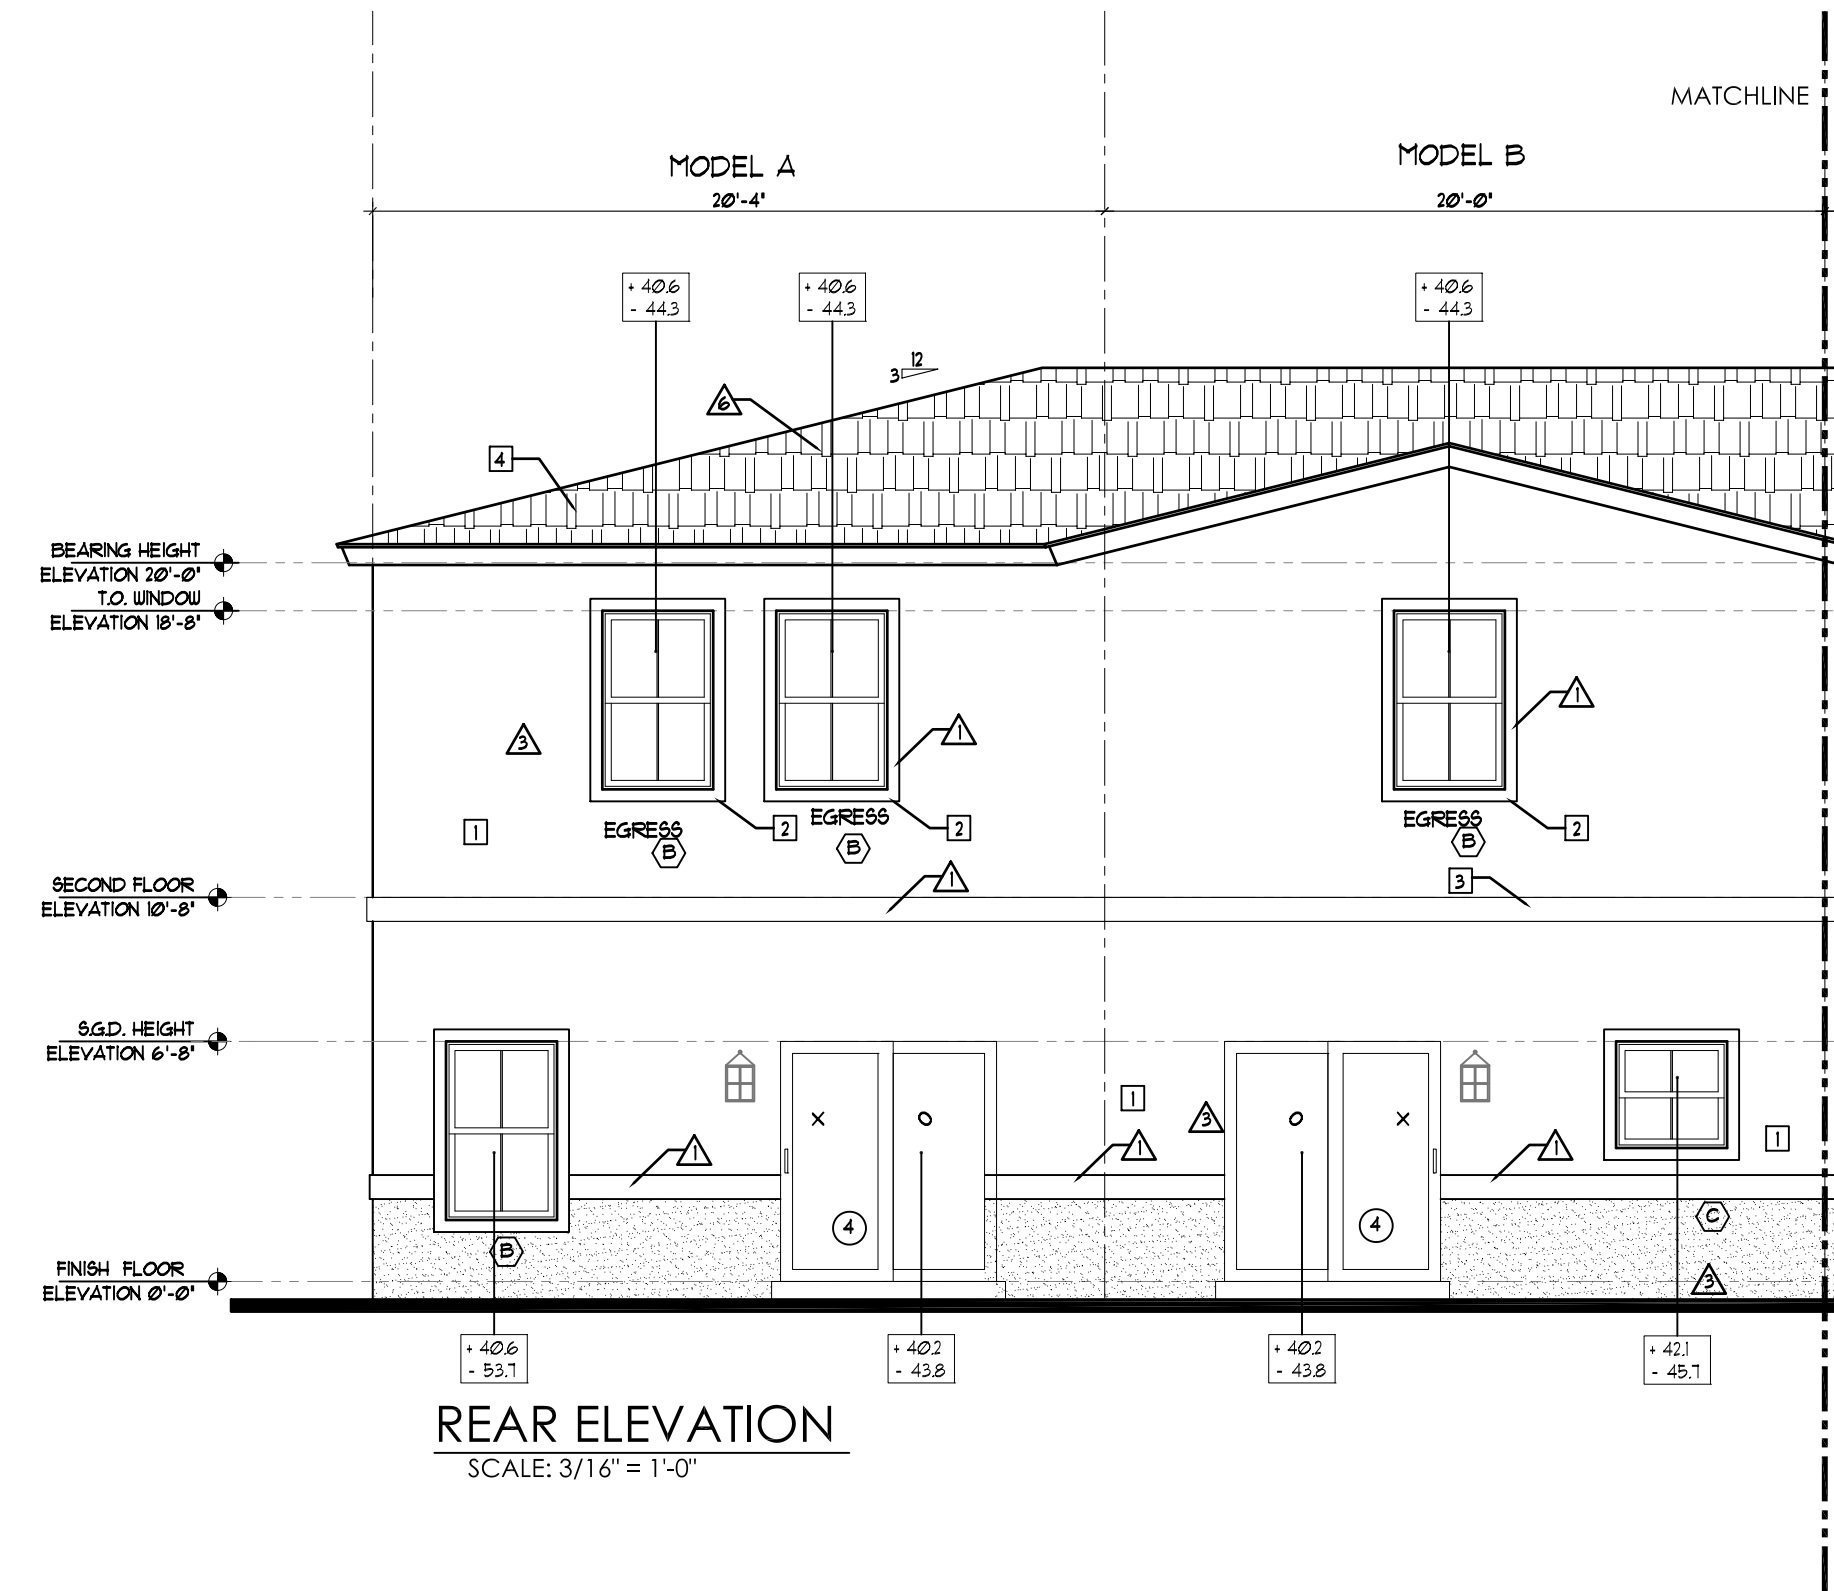 MATCHLINE
MODEL A
MODEL B
20'-4"
20'-0"
+ 40.6
- 44.3
+ 40.6
- 44.3
+ 40.6
- 44.3
12
3
6
4
BEARING HEIGHT
ELEVATION 20'-0"
T.O. WINDOW
ELEVATION 18'-8"
1
1
3
EGRESS
B
2
EGRESS
B
2
EGRESS
B
2
1
1
3
SECOND FLOOR
ELEVATION 10'-8"
S.G.D. HEIGHT
ELEVATION 6'-8"
X
O
1
3
O
X
1
1
1
1
4
4
C
B
3
FINISH FLOOR
ELEVATION 0'-0"
+ 40.6
- 53.7
+ 40.2
- 43.8
+ 40.2
- 43.8
+ 42.1
- 45.7
REAR ELEVATION
SCALE: 3/16" = 1'-0"